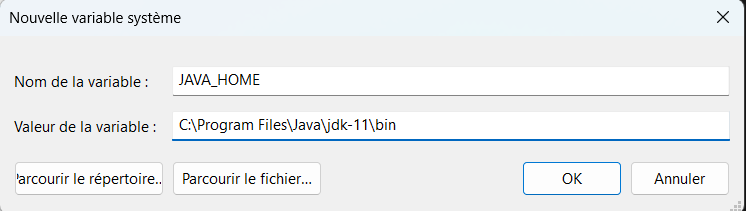 Nouvelle variable système
Nom de la variable :
JAVA_HOME
Valeur de la variable :
C:\Program Files\Java\jdk-11\bin
arcourir le répertoire..
Parcourir le fichier...
OK
Annuler